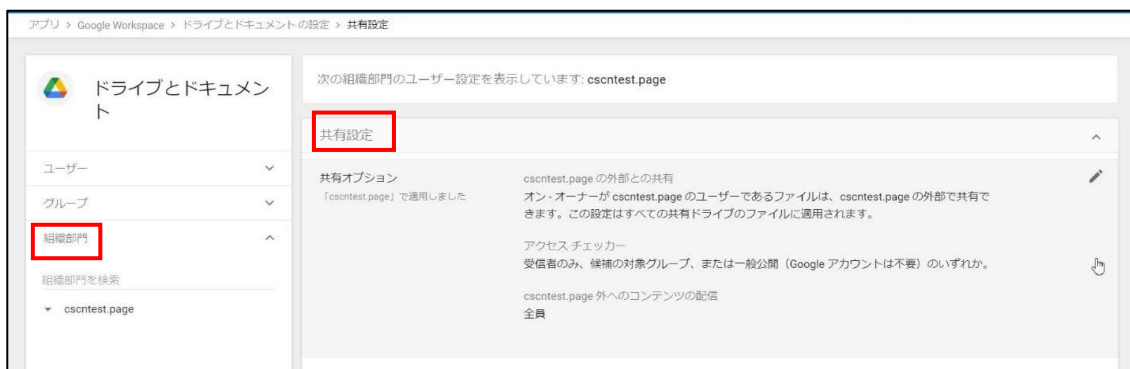 アプリ > Google Workspace > ドライブとドキュメントの設定 > 共有設定
ドライブとドキュメン
ト
ユーザー
グループ
組織部門
組織部門を検索
cscntest.page
次の組織部門のユーザー設定を表示しています: cscntest.page
共有設定
共有オプション
「cscntest.page」で適用しました
cscntest.page の外部との共有
オン - オーナーが cscntest.page のユーザーであるファイルは、cscntest.page の外部で共有で
きます。この設定はすべての共有ドライブのファイルに適用されます。
アクセス チェッカー
受信者のみ、候補の対象グループ、または一般公開（Google アカウントは不要）のいずれか。
cscntest.page 外へのコンテンツの配信
全員